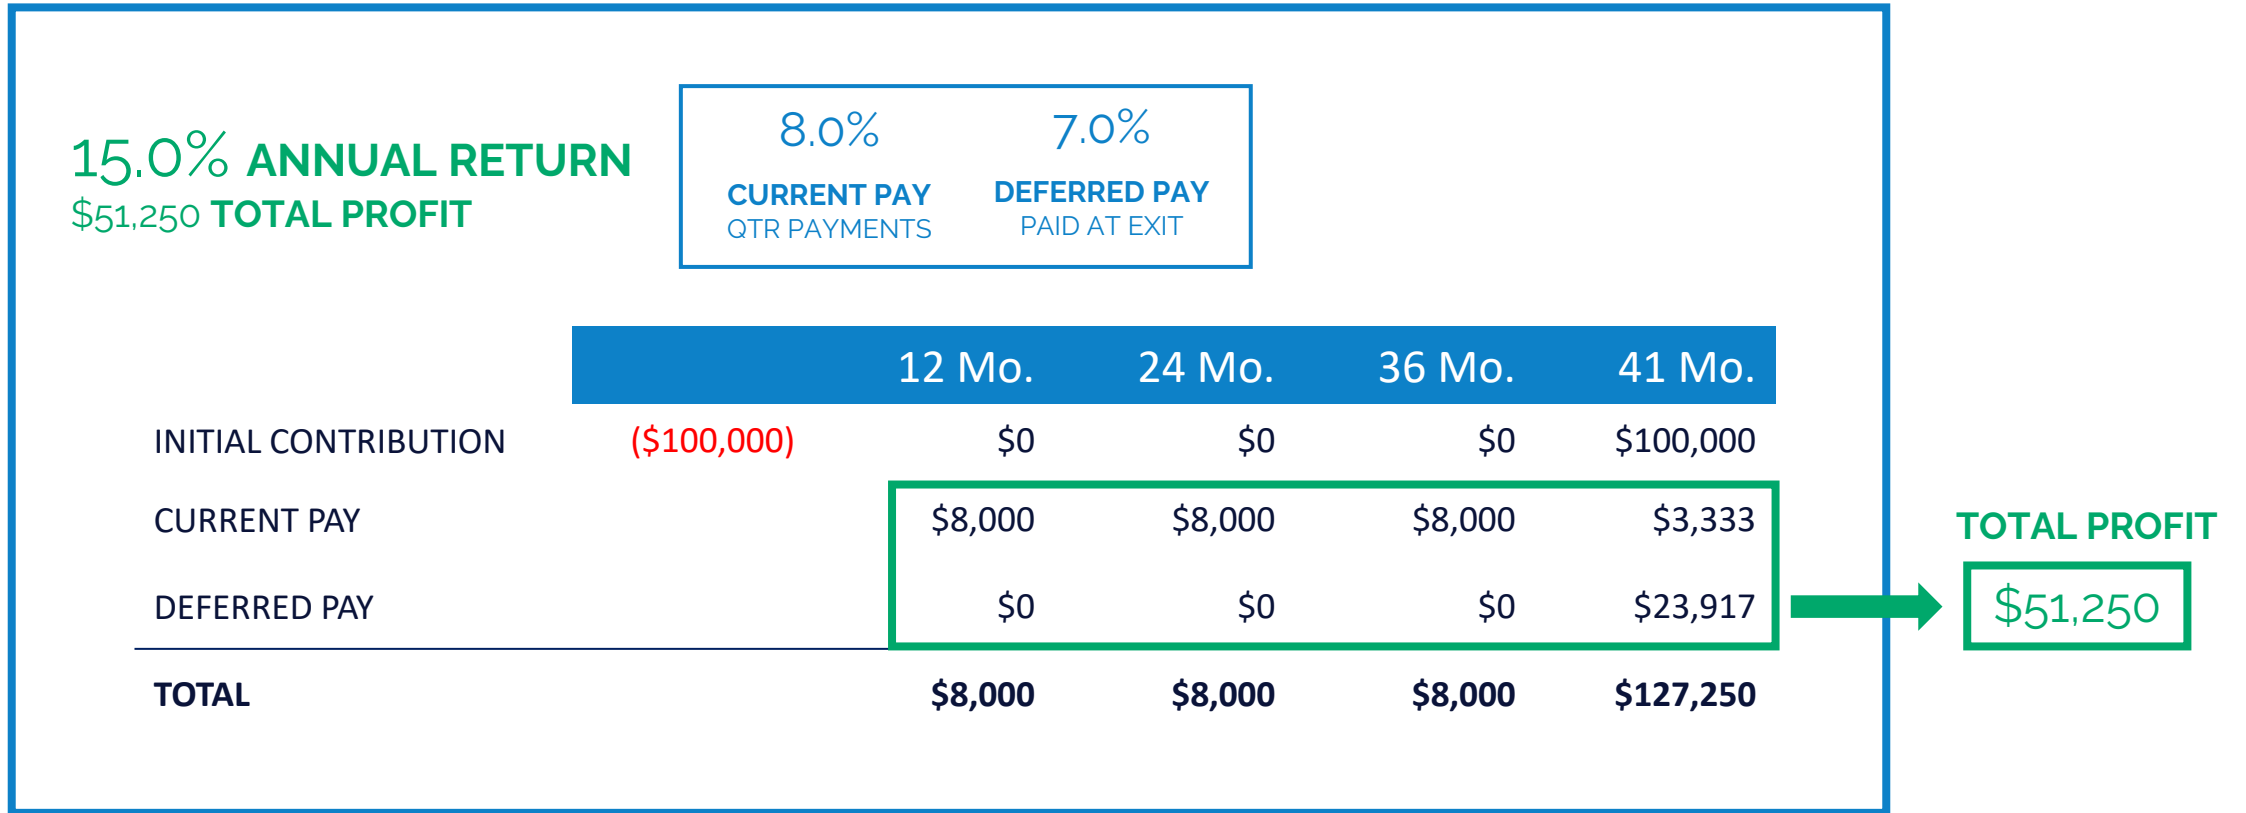 15.0% ANNUAL RETURN
$51,250 TOTAL PROFIT
8.0% 7.0%
CURRENT PAY DEFERRED PAY
QTR PAYMENTS PAID AT EXIT
12 Mo. 24 Mo. 36 Mo. 41 Mo.
INITIAL CONTRIBUTION ($100,000) $0 $0 $0 $100,000
CURRENT PAY $8,000 $8,000 $8,000 $3,333
DEFERRED PAY $0 $0 $0 $23,917
TOTAL $8,000 $8,000 $8,000 $127,250
TOTAL PROFIT
$51,250